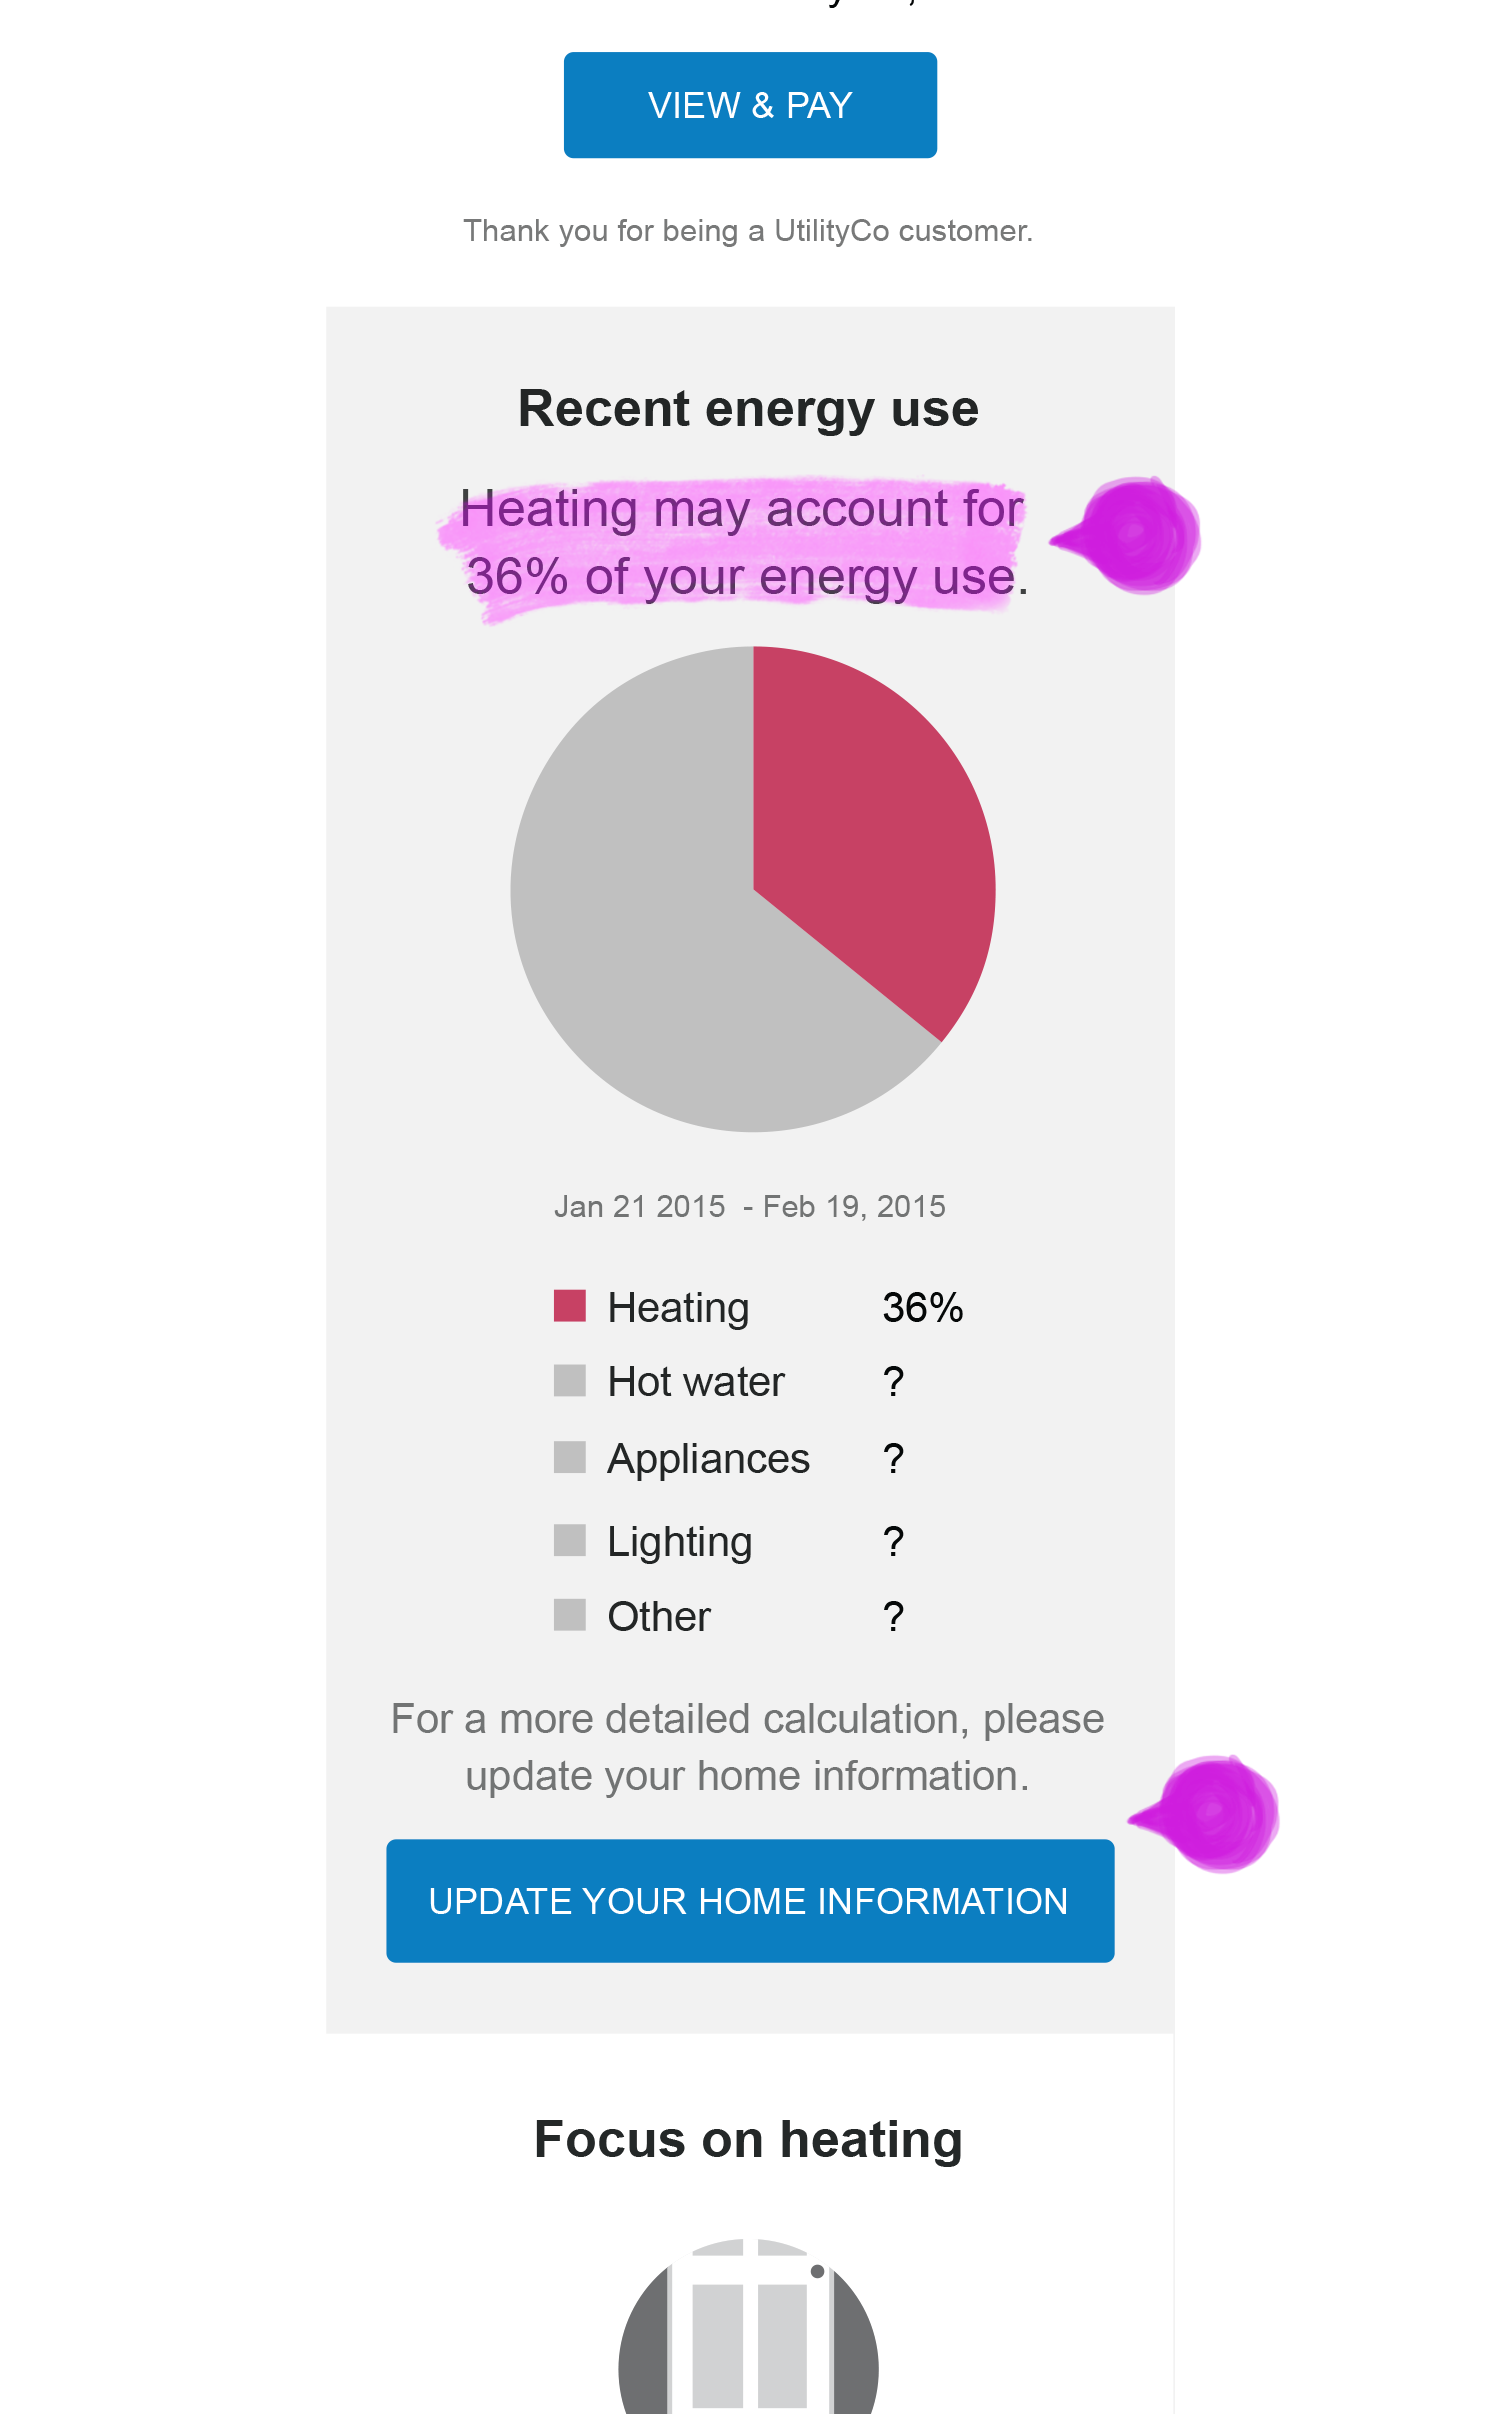 VIEW & PAY
Thank you for being a UtilityCo customer.
Recent energy use
Heating may account for
36% of your energy use.
Jan 21 2015 - Feb 19, 2015
Heating 36%
Hot water ?
Appliances ?
Lighting ?
Other ?
For a more detailed calculation, please
update your home information.
UPDATE YOUR HOME INFORMATION
Focus on heating